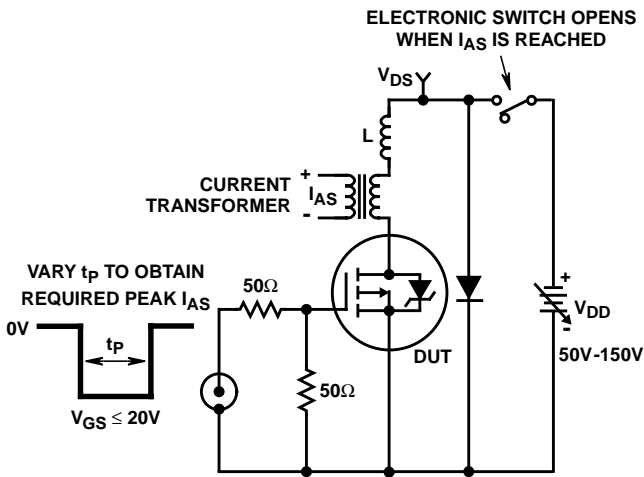 ELECTRONIC SWITCH OPENS
WHEN IAS IS REACHED
VDS
L
+
CURRENT
TRANSFORMER
IAS
-
VARY tP TO OBTAIN
REQUIRED PEAK IAS
50Ω
0V
tP
DUT
+
VDD
-
50V-150V
50Ω
VGS ≤ 20V